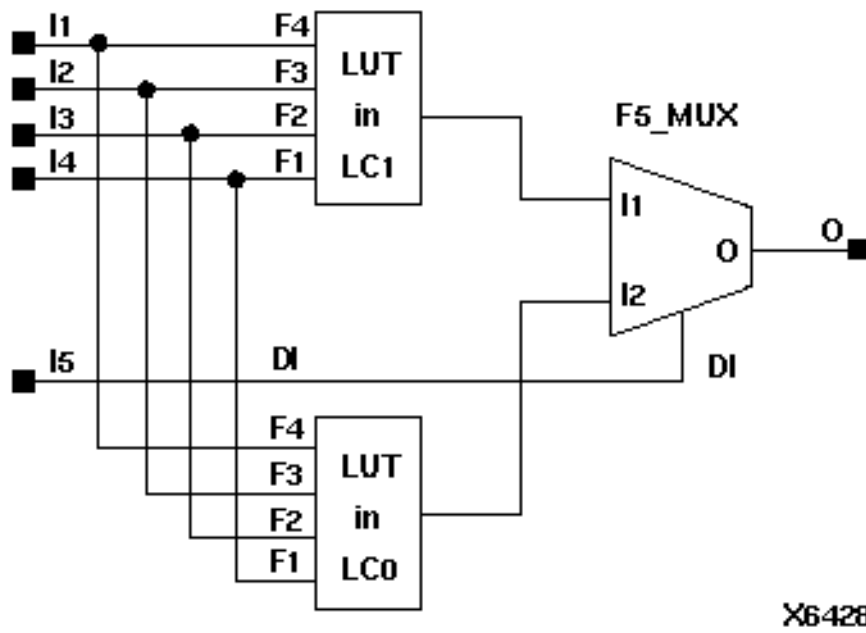 I1
F4
I2
F3
I3
F2
I4
F1
LUT
in
LC1
F5_MUX
I1
I2
O
O
I5
DI
DI
F4
F3
F2
F1
LUT
in
LC0
X6428